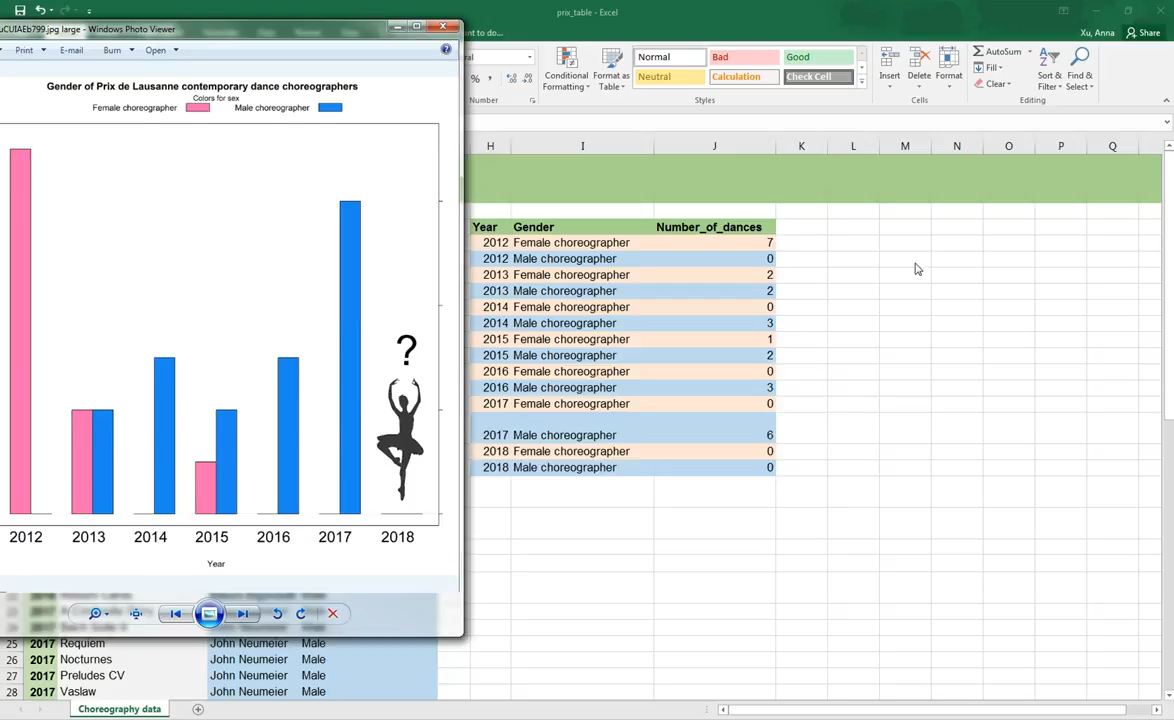 prix_table - Excel
uCUIAEb799.jpg large - Windows Photo Viewer
to do...
Xu, Anna
Share
Print
E-mail
Burn
Open
Normal
Bad
Good
Neutral
Calculation
Check Cell
Conditional Formatting
Format as Table
Insert
Delete
Format
AutoSum
Fill
Clear
Sort & Filter
Find & Select
Number
Styles
Cells
Editing
Gender of Prix de Lausanne contemporary dance choreographers
Colors for sex
Female choreographer
Male choreographer
?
2012 2013 2014 2015 2016 2017 2018
Year
H I J K L M N O P Q
Year Gender Number_of_dances
2012 Female choreographer 7
2012 Male choreographer 0
2013 Female choreographer 2
2013 Male choreographer 2
2014 Female choreographer 0
2014 Male choreographer 3
2015 Female choreographer 1
2015 Male choreographer 2
2016 Female choreographer 0
2016 Male choreographer 3
2017 Female choreographer 0
2017 Male choreographer 6
2018 Female choreographer 0
2018 Male choreographer 0
25 2017 Requiem John Neumeier Male
26 2017 Nocturnes John Neumeier Male
27 2017 Preludes CV John Neumeier Male
28 2017 Vaslaw John Neumeier Male
Choreography data